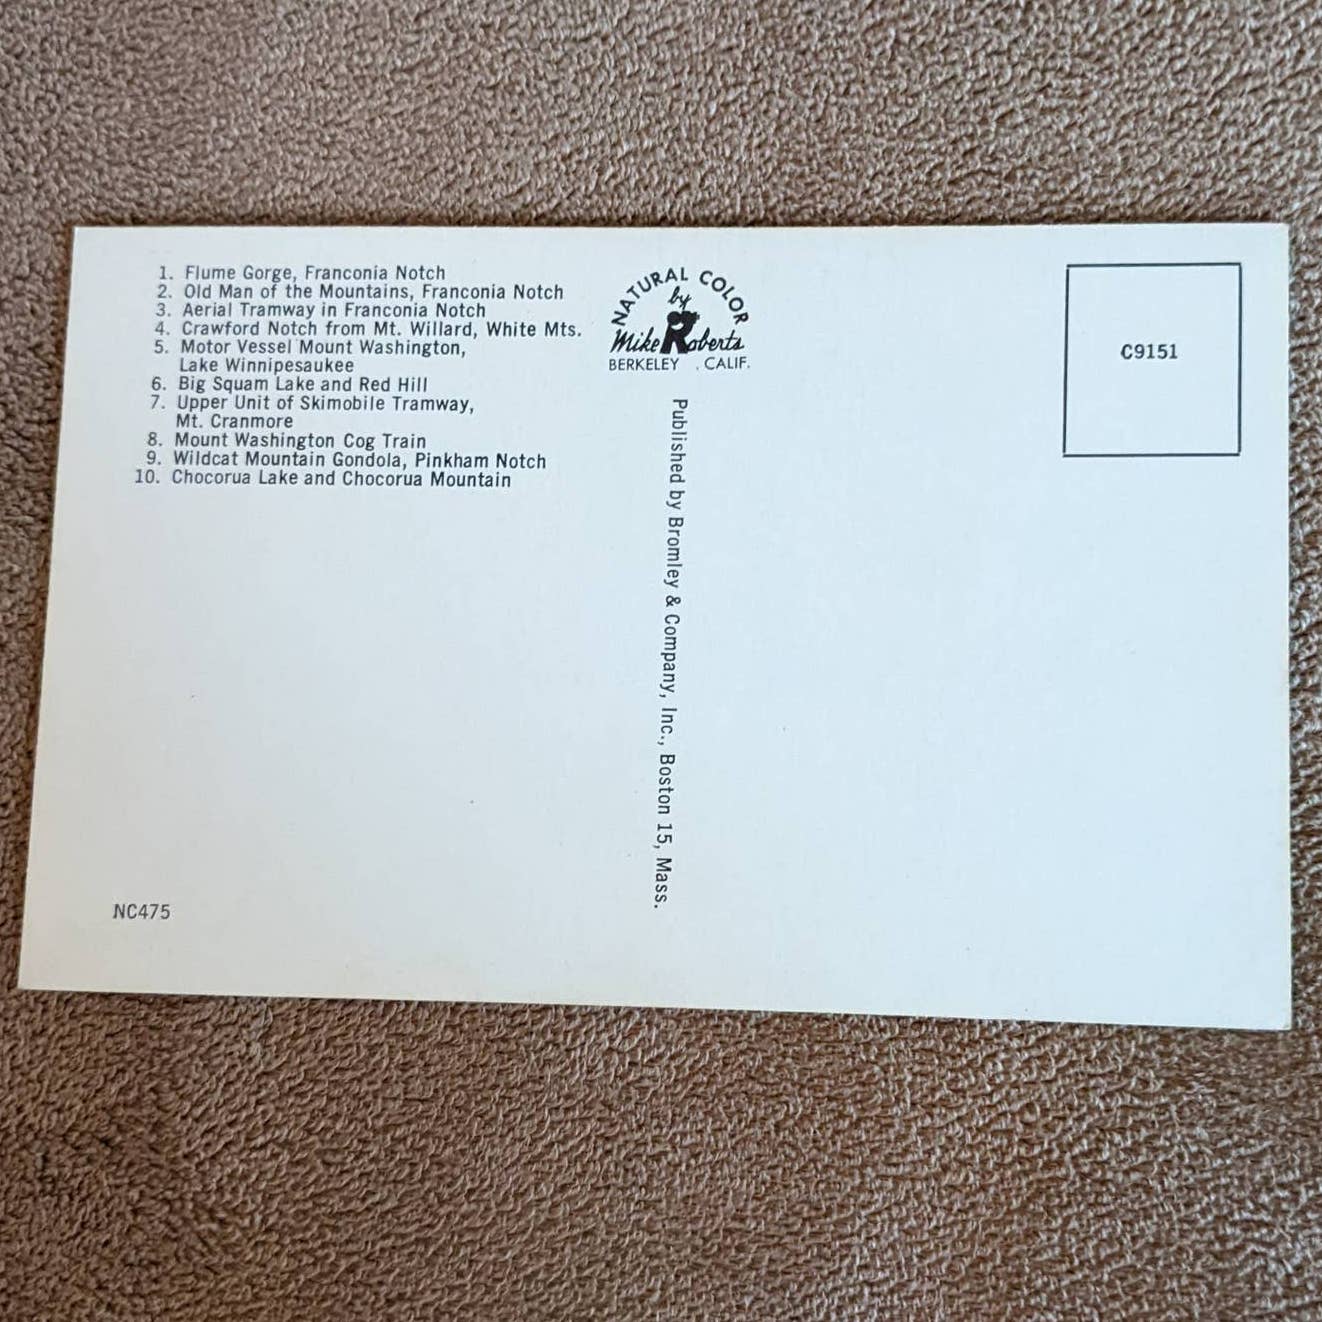 1. Flume Gorge, Franconia Notch
2. Old Man of the Mountains, Franconia Notch
3. Aerial Tramway in Franconia Notch
4. Crawford Notch from Mt. Willard, White Mts.
5. Motor Vessel Mount Washington,
Lake Winnipesaukee
6. Big Squam Lake and Red Hill
7. Upper Unit of Skimobile Tramway,
Mt. Cranmore
8. Mount Washington Cog Train
9. Wildcat Mountain Gondola, Pinkham Notch
10. Chocorua Lake and Chocorua Mountain
NC475
NATURAL COLOR
by
Mike Roberts
BERKELEY , CALIF.
Published by Bromley & Company, Inc., Boston 15, Mass.
C9151